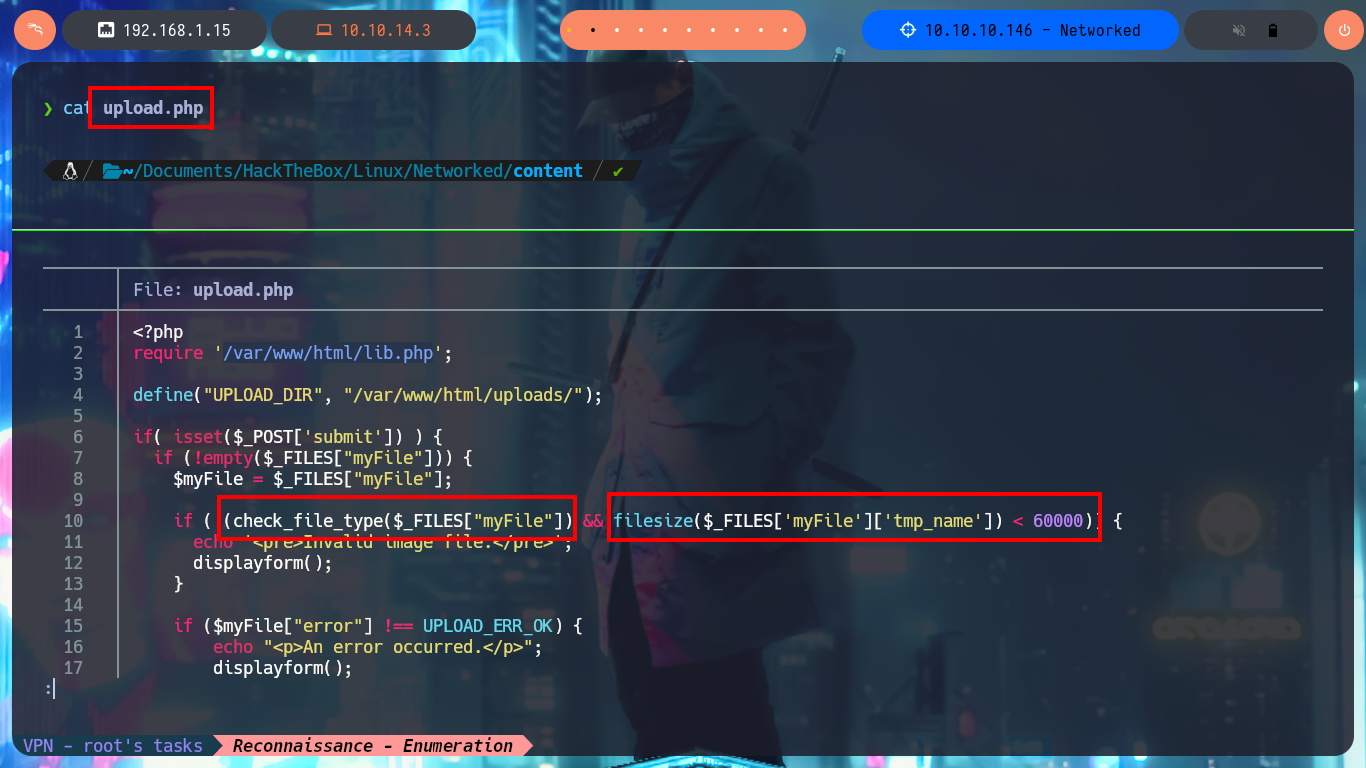 192.168.1.15 10.10.14.3 10.10.10.146 - Networked
❯ cat upload.php
~/Documents/HackTheBox/Linux/Networked/content ✔
File: upload.php
1 <?php
2 require '/var/www/html/lib.php';
3
4 define("UPLOAD_DIR", "/var/www/html/uploads/");
5
6 if( isset($_POST['submit']) ) {
7 if (!empty($_FILES["myFile"])) {
8 $myFile = $_FILES["myFile"];
9
10 if ( (check_file_type($_FILES["myFile"]) && filesize($_FILES['myFile']['tmp_name']) < 60000)) {
11 echo '<pre>Invalid image file.</pre>';
12 displayform();
13 }
14
15 if ($myFile["error"] !== UPLOAD_ERR_OK) {
16 echo "<p>An error occurred.</p>";
17 displayform();
:
VPN - root's tasks Reconnaissance - Enumeration